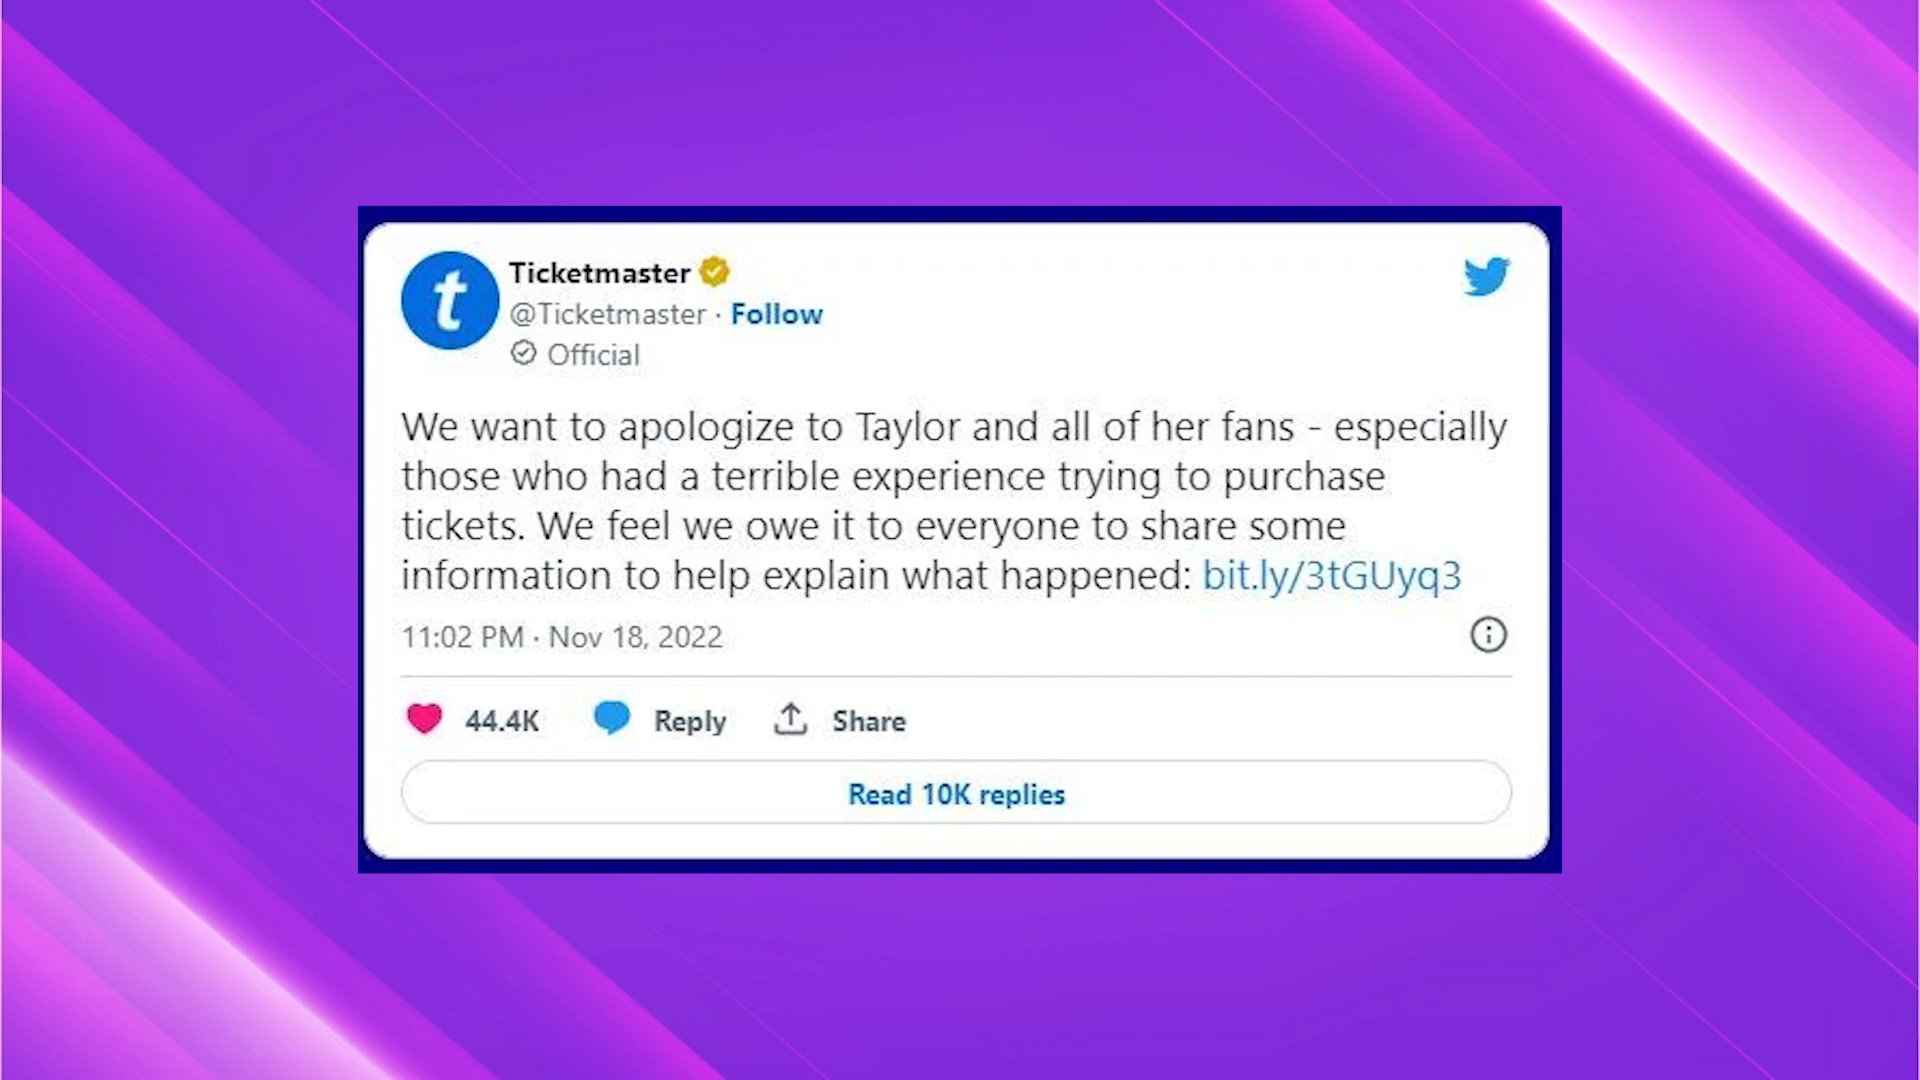 Ticketmaster
@Ticketmaster · Follow
Official
We want to apologize to Taylor and all of her fans - especially
those who had a terrible experience trying to purchase
tickets. We feel we owe it to everyone to share some
information to help explain what happened: bit.ly/3tGUyq3
11:02 PM · Nov 18, 2022
44.4K Reply Share
Read 10K replies